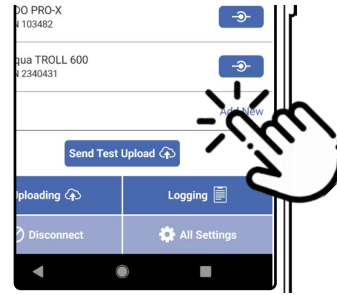 DO PRO-X
N 103482
qua TROLL 600
N 2340431
Add New
Send Test Upload
Uploading
Logging
Disconnect
All Settings